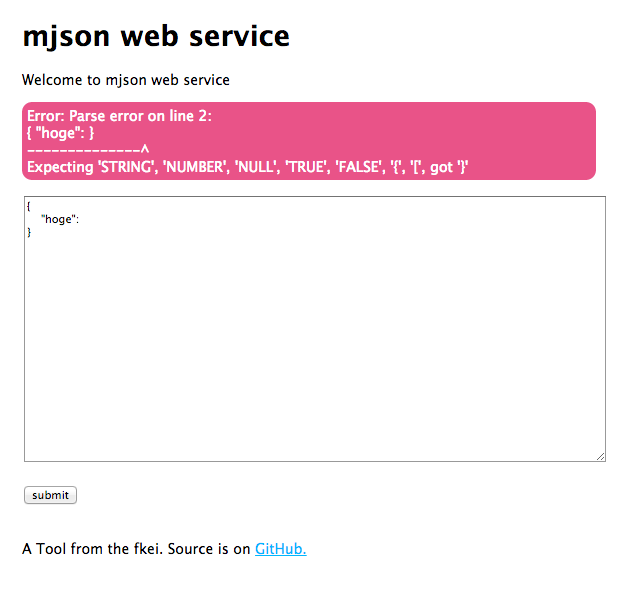 mjson web service
Welcome to mjson web service
Error: Parse error on line 2:
{ "hoge": }
--------------^
Expecting 'STRING', 'NUMBER', 'NULL', 'TRUE', 'FALSE', '{', '[', got '}'
{
    "hoge":
}
submit
A Tool from the fkei. Source is on GitHub.